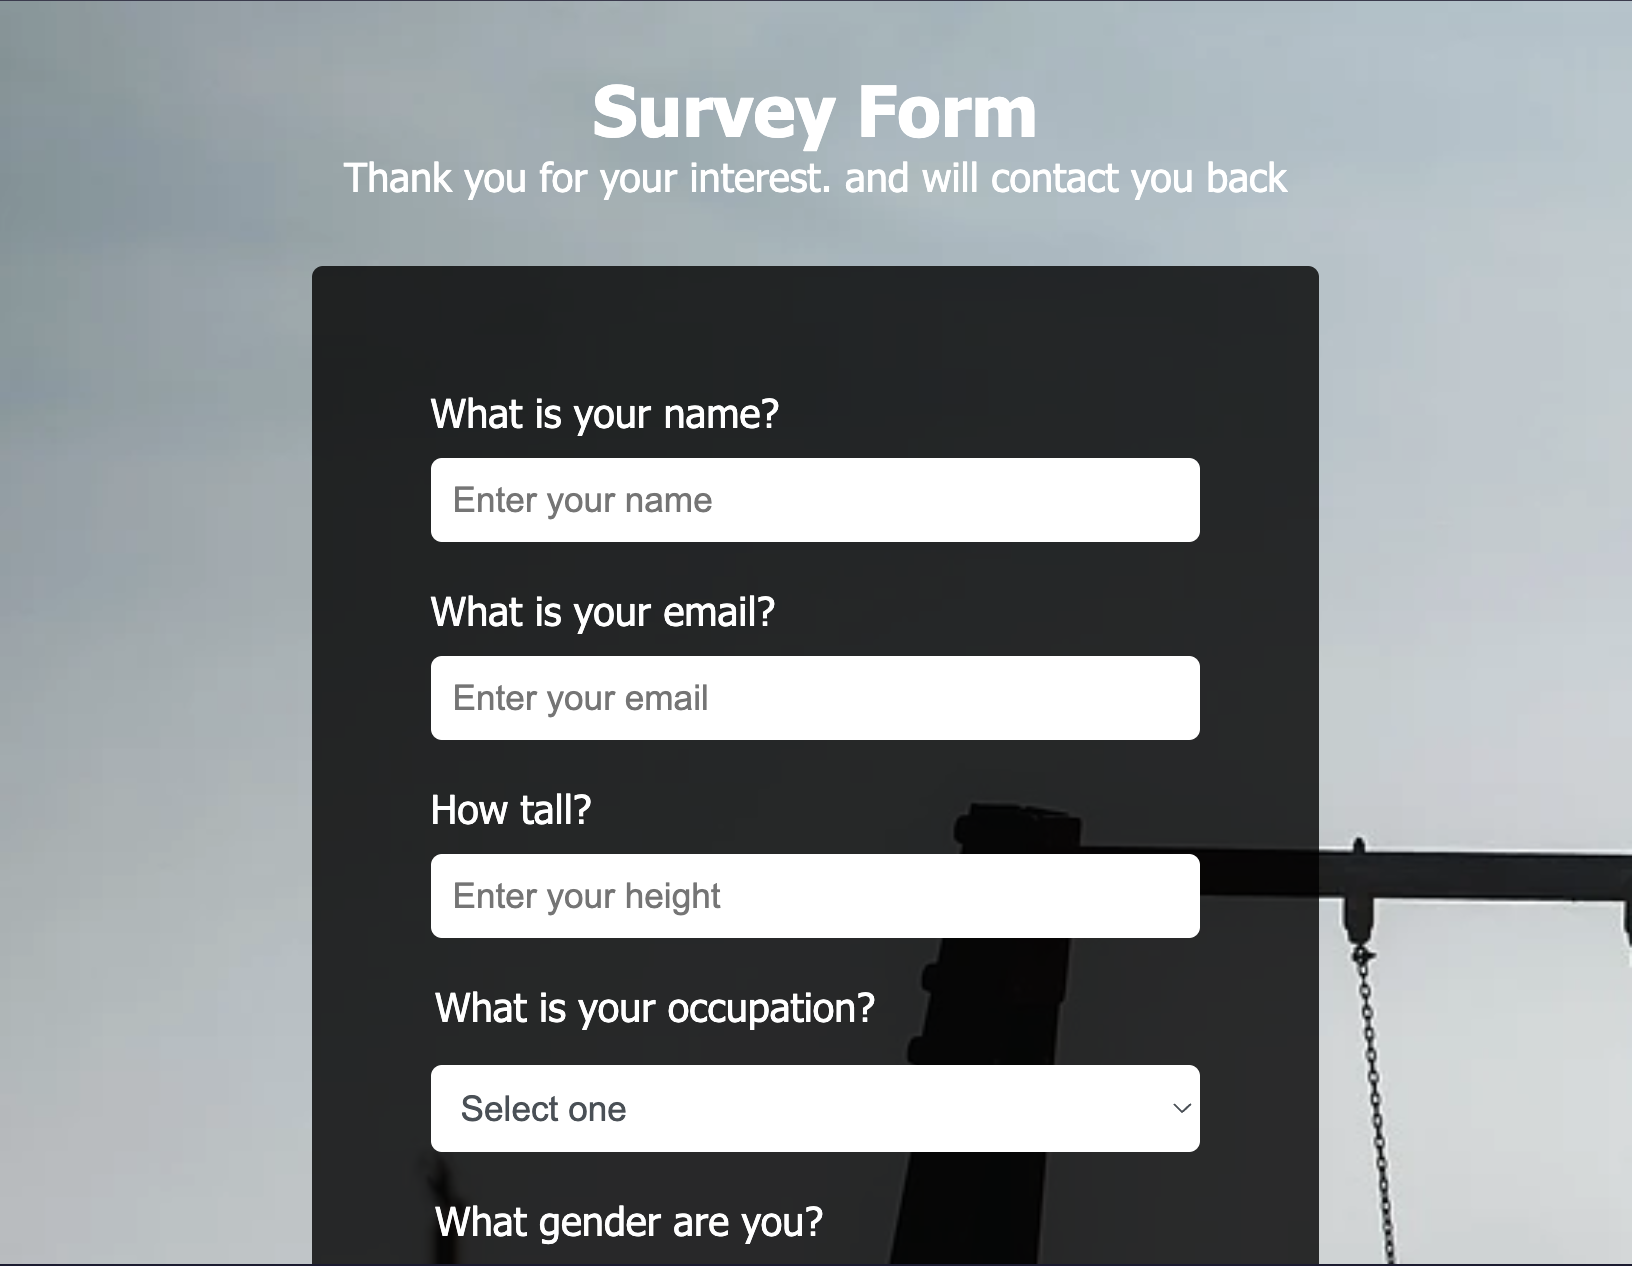 Survey Form
Thank you for your interest. and will contact you back
What is your name?
Enter your name
What is your email?
Enter your email
How tall?
Enter your height
What is your occupation?
Select one
What gender are you?